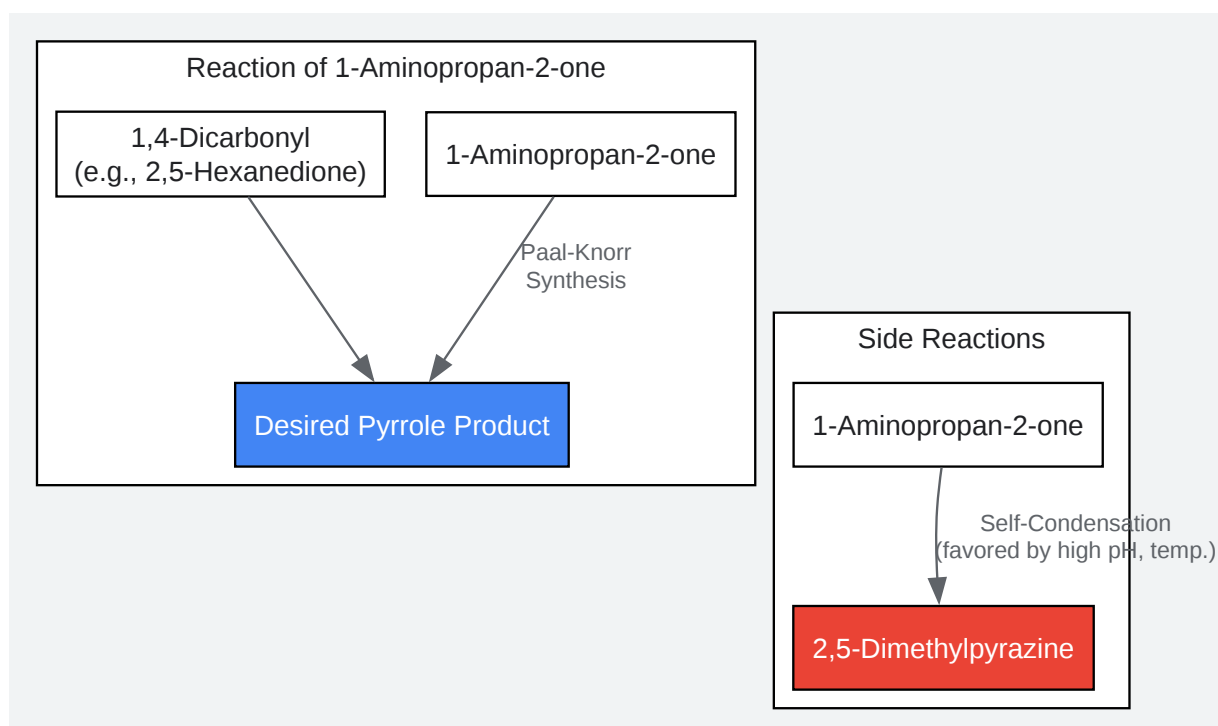 Reaction of 1-Aminopropan-2-one
1,4-Dicarbonyl
(e.g., 2,5-Hexanedione)
1-Aminopropan-2-one
Paal-Knorr
Synthesis
Desired Pyrrole Product
Side Reactions
1-Aminopropan-2-one
Self-Condensation
(favored by high pH, temp.)
2,5-Dimethylpyrazine